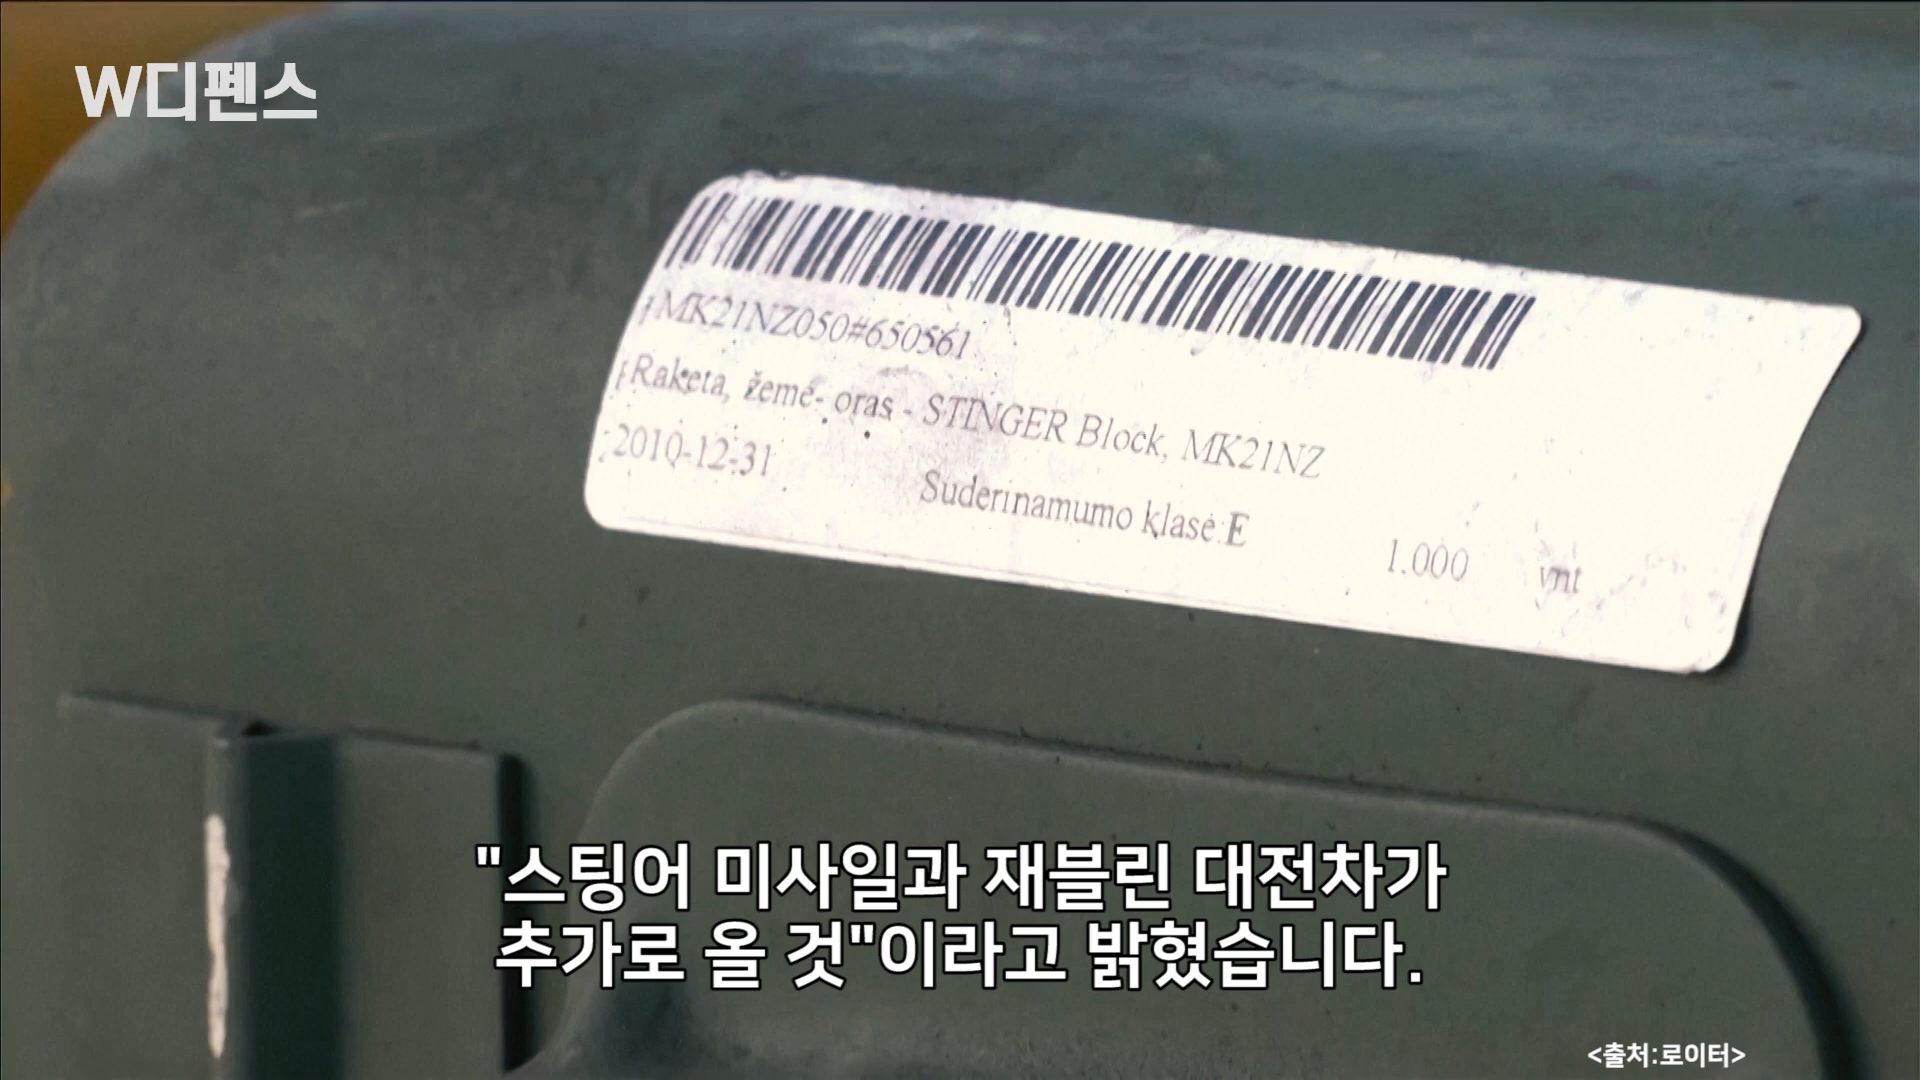 W디펜스
MK21NZ050#650561
Raketa, žemė- oras - STINGER Block, MK21NZ
2010-12-31
Suderinamumo klasė: E
1.000 vnt
"스팅어 미사일과 재블린 대전차가
추가로 올 것"이라고 밝혔습니다.
<출처:로이터>